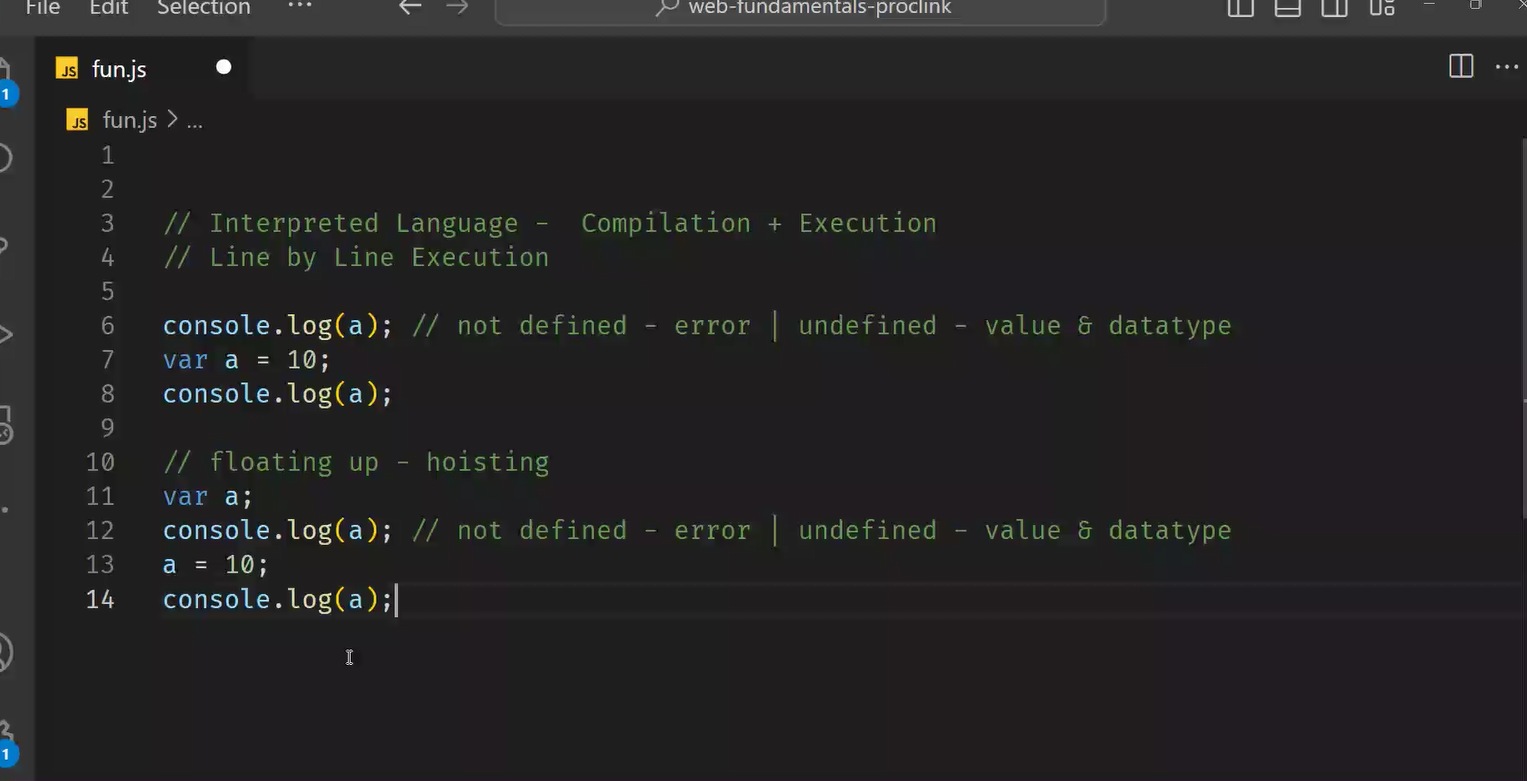 File Edit Selection ... web-fundamentals-proclink
JS fun.js
JS fun.js > ...
1
2
3 // Interpreted Language -  Compilation + Execution
4 // Line by Line Execution
5
6 console.log(a); // not defined - error | undefined - value & datatype
7 var a = 10;
8 console.log(a);
9
10 // floating up - hoisting
11 var a;
12 console.log(a); // not defined - error | undefined - value & datatype
13 a = 10;
14 console.log(a);
1
1